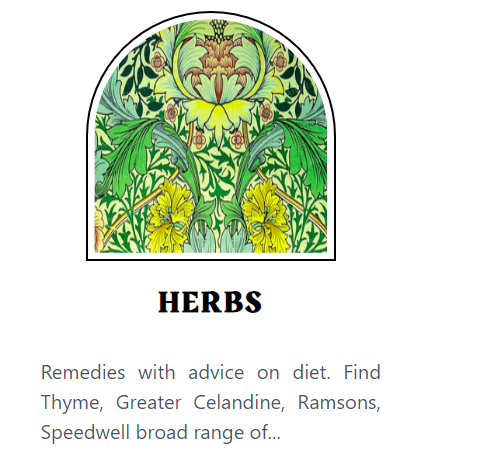 HERBS
Remedies with advice on diet. Find
Thyme, Greater Celandine, Ramsons,
Speedwell broad range of...